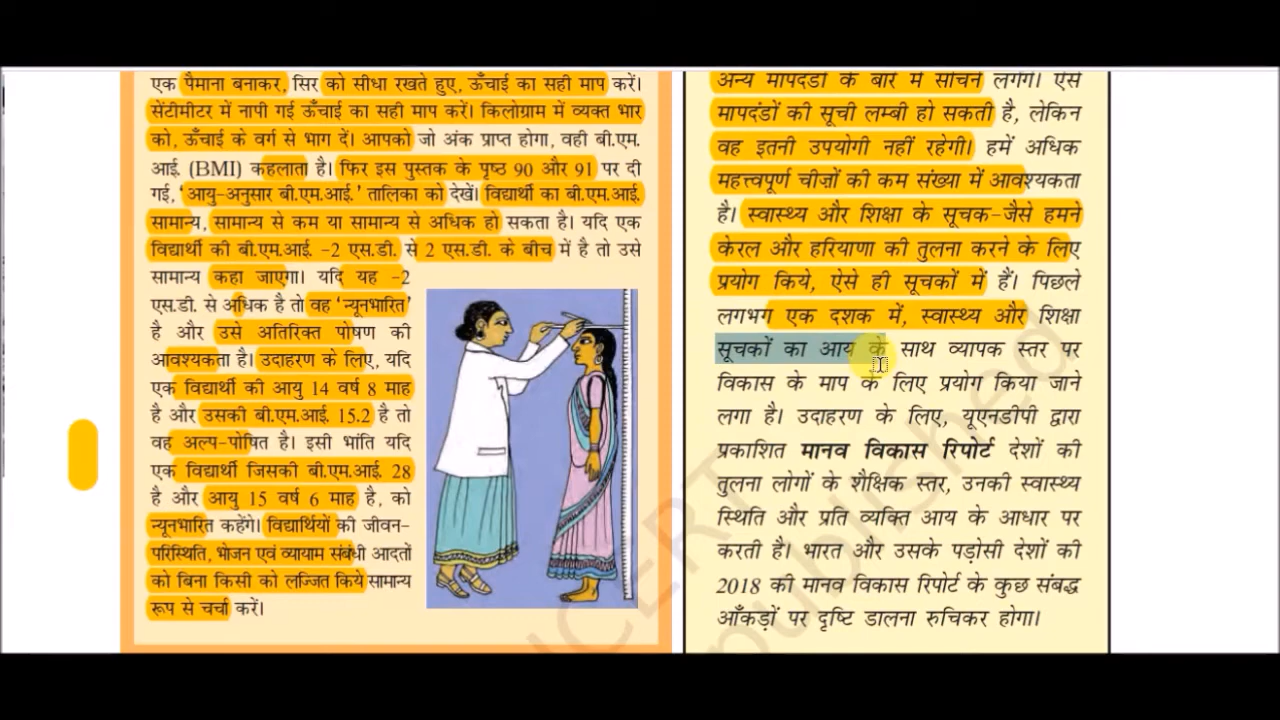 एक पैमाना बनाकर, सिर को सीधा रखते हुए, ऊँचाई का सही माप करें।
सेंटीमीटर में नापी गई ऊँचाई का सही माप करें। किलोग्राम में व्यक्त भार
को, ऊँचाई के वर्ग से भाग दें। आपको जो अंक प्राप्त होगा, वही बी.एम.
आई. (BMI) कहलाता है। फिर इस पुस्तक के पृष्ठ 90 और 91 पर दी
गई, ‘आयु-अनुसार बी.एम.आई.’ तालिका को देखें। विद्यार्थी का बी.एम.आई.
सामान्य, सामान्य से कम या सामान्य से अधिक हो सकता है। यदि एक
विद्यार्थी की बी.एम.आई. -2 एस.डी. से 2 एस.डी. के बीच में है तो उसे
सामान्य कहा जाएगा। यदि यह -2
एस.डी. से अधिक है तो वह ‘न्यूनभारित’
है और उसे अतिरिक्त पोषण की
आवश्यकता है। उदाहरण के लिए, यदि
एक विद्यार्थी की आयु 14 वर्ष 8 माह
है और उसकी बी.एम.आई. 15.2 है तो
वह अल्प-पोषित है। इसी भांति यदि
एक विद्यार्थी जिसकी बी.एम.आई. 28
है और आयु 15 वर्ष 6 माह है, को
न्यूनभारित कहेंगे। विद्यार्थियों की जीवन-
परिस्थिति, भोजन एवं व्यायाम संबंधी आदतों
को बिना किसी को लज्जित किये सामान्य
रूप से चर्चा करें।
अन्य मापदंडों के बारे में सोचने लगेंगे। ऐसे
मापदंडों की सूची लम्बी हो सकती है, लेकिन
वह इतनी उपयोगी नहीं रहेगी। हमें अधिक
महत्त्वपूर्ण चीज़ों की कम संख्या में आवश्यकता
है। स्वास्थ्य और शिक्षा के सूचक-जैसे हमने
केरल और हरियाणा की तुलना करने के लिए
प्रयोग किये, ऐसे ही सूचकों में हैं। पिछले
लगभग एक दशक में, स्वास्थ्य और शिक्षा
सूचकों का आय के साथ व्यापक स्तर पर
विकास के माप के लिए प्रयोग किया जाने
लगा है। उदाहरण के लिए, यूएनडीपी द्वारा
प्रकाशित मानव विकास रिपोर्ट देशों की
तुलना लोगों के शैक्षिक स्तर, उनकी स्वास्थ्य
स्थिति और प्रति व्यक्ति आय के आधार पर
करती है। भारत और उसके पड़ोसी देशों की
2018 की मानव विकास रिपोर्ट के कुछ संबद्ध
आँकड़ों पर दृष्टि डालना रुचिकर होगा।